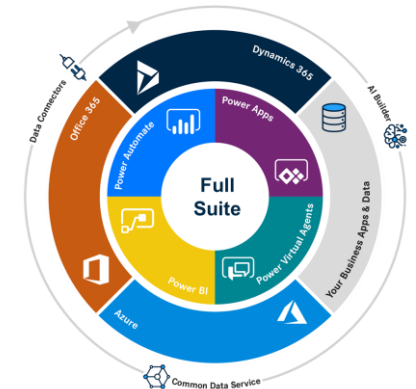 Full
Suite
Power Automate
Power Apps
Power BI
Power Virtual Agents
Office 365
Dynamics 365
Azure
Your Business Apps & Data
Data Connectors
AI Builder
Common Data Service